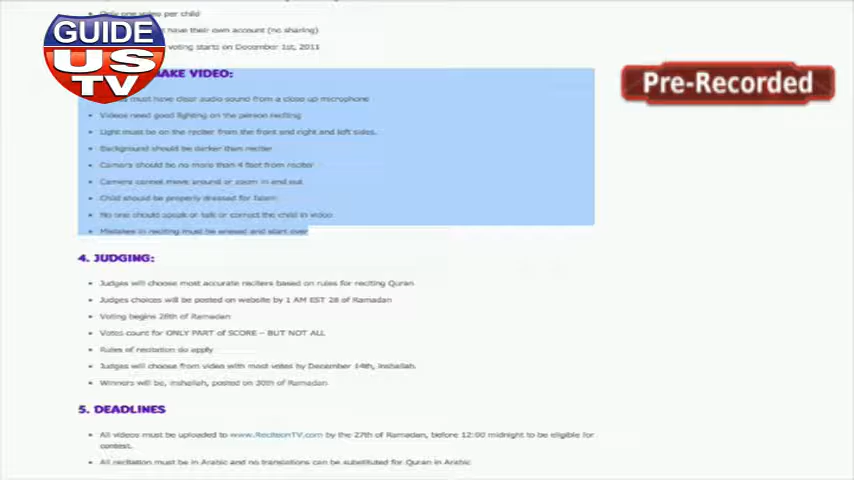 Only one video per child
have their own account (no sharing)
voting starts on December 1st, 2011
GUIDE
US
TV
MAKE VIDEO:
Pre-Recorded
must have clear audio sound from a close up microphone
Videos need good lighting on the person reciting
Light must be on the reciter from the front and right and left sides.
Background should be darker than reciter
Camera should be no more than 4 feet from reciter
Camera cannot move around or zoom in and out
Child should be properly dressed for Islam
No one should speak or talk or correct the child in video
Mistakes in reciting must be erased and start over
4. JUDGING:
Judges will choose most accurate reciters based on rules for reciting Quran
Judges choices will be posted on website by 1 AM EST 28 of Ramadan
Voting begins 28th of Ramadan
Votes count for ONLY PART of SCORE - BUT NOT ALL
Rules of recitation do apply
Judges will choose from video with most votes by December 14th, inshallah.
Winners will be, inshallah, posted on 30th of Ramadan
5. DEADLINES
All videos must be uploaded to www.ReciteonTV.com by the 27th of Ramadan, before 12:00 midnight to be eligible for
contest.
All recitation must be in Arabic and no translations can be substituted for Quran in Arabic